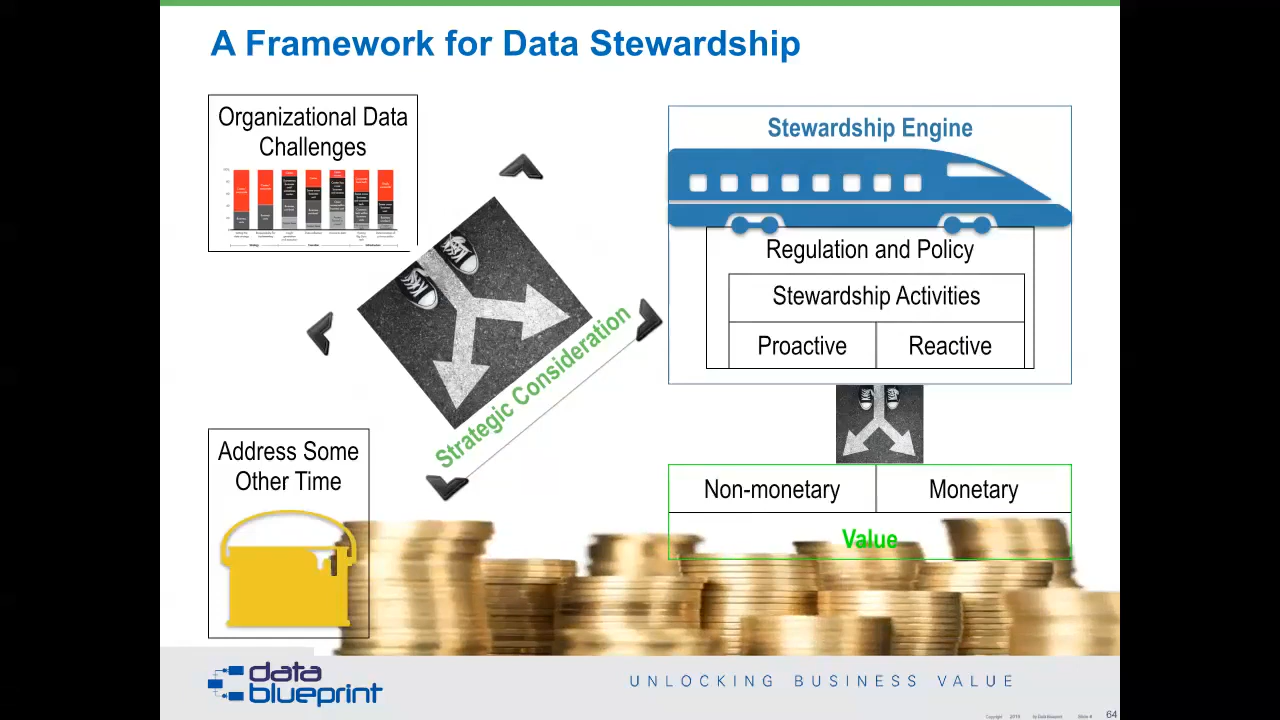 A Framework for Data Stewardship
Organizational Data
Challenges
Stewardship Engine
Regulation and Policy
Stewardship Activities
Proactive
Reactive
Strategic Consideration
Address Some
Other Time
Non-monetary
Monetary
Value
data
blueprint
UNLOCKING BUSINESS VALUE
64